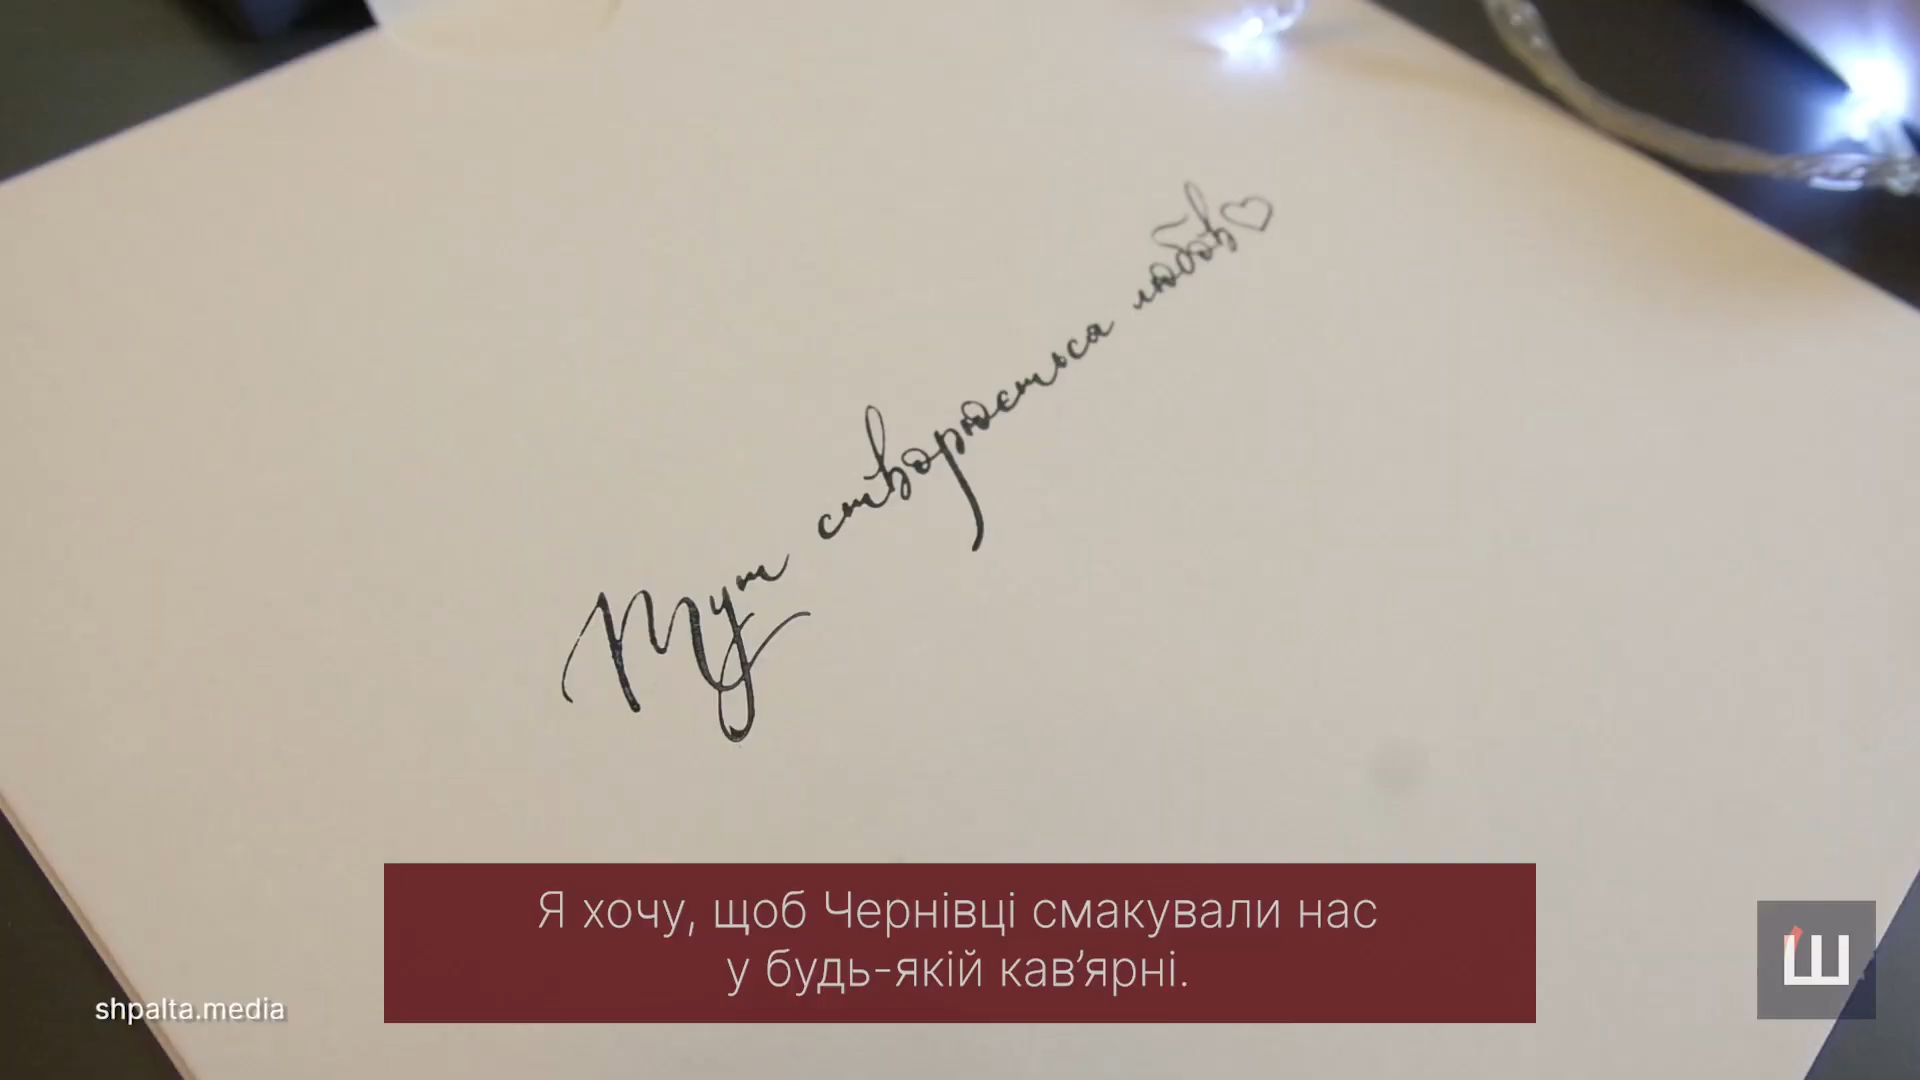 Тут створюється любов♡
Я хочу, щоб Чернівці смакували нас
у будь-якій кав’ярні.
shpalta.media
Ш